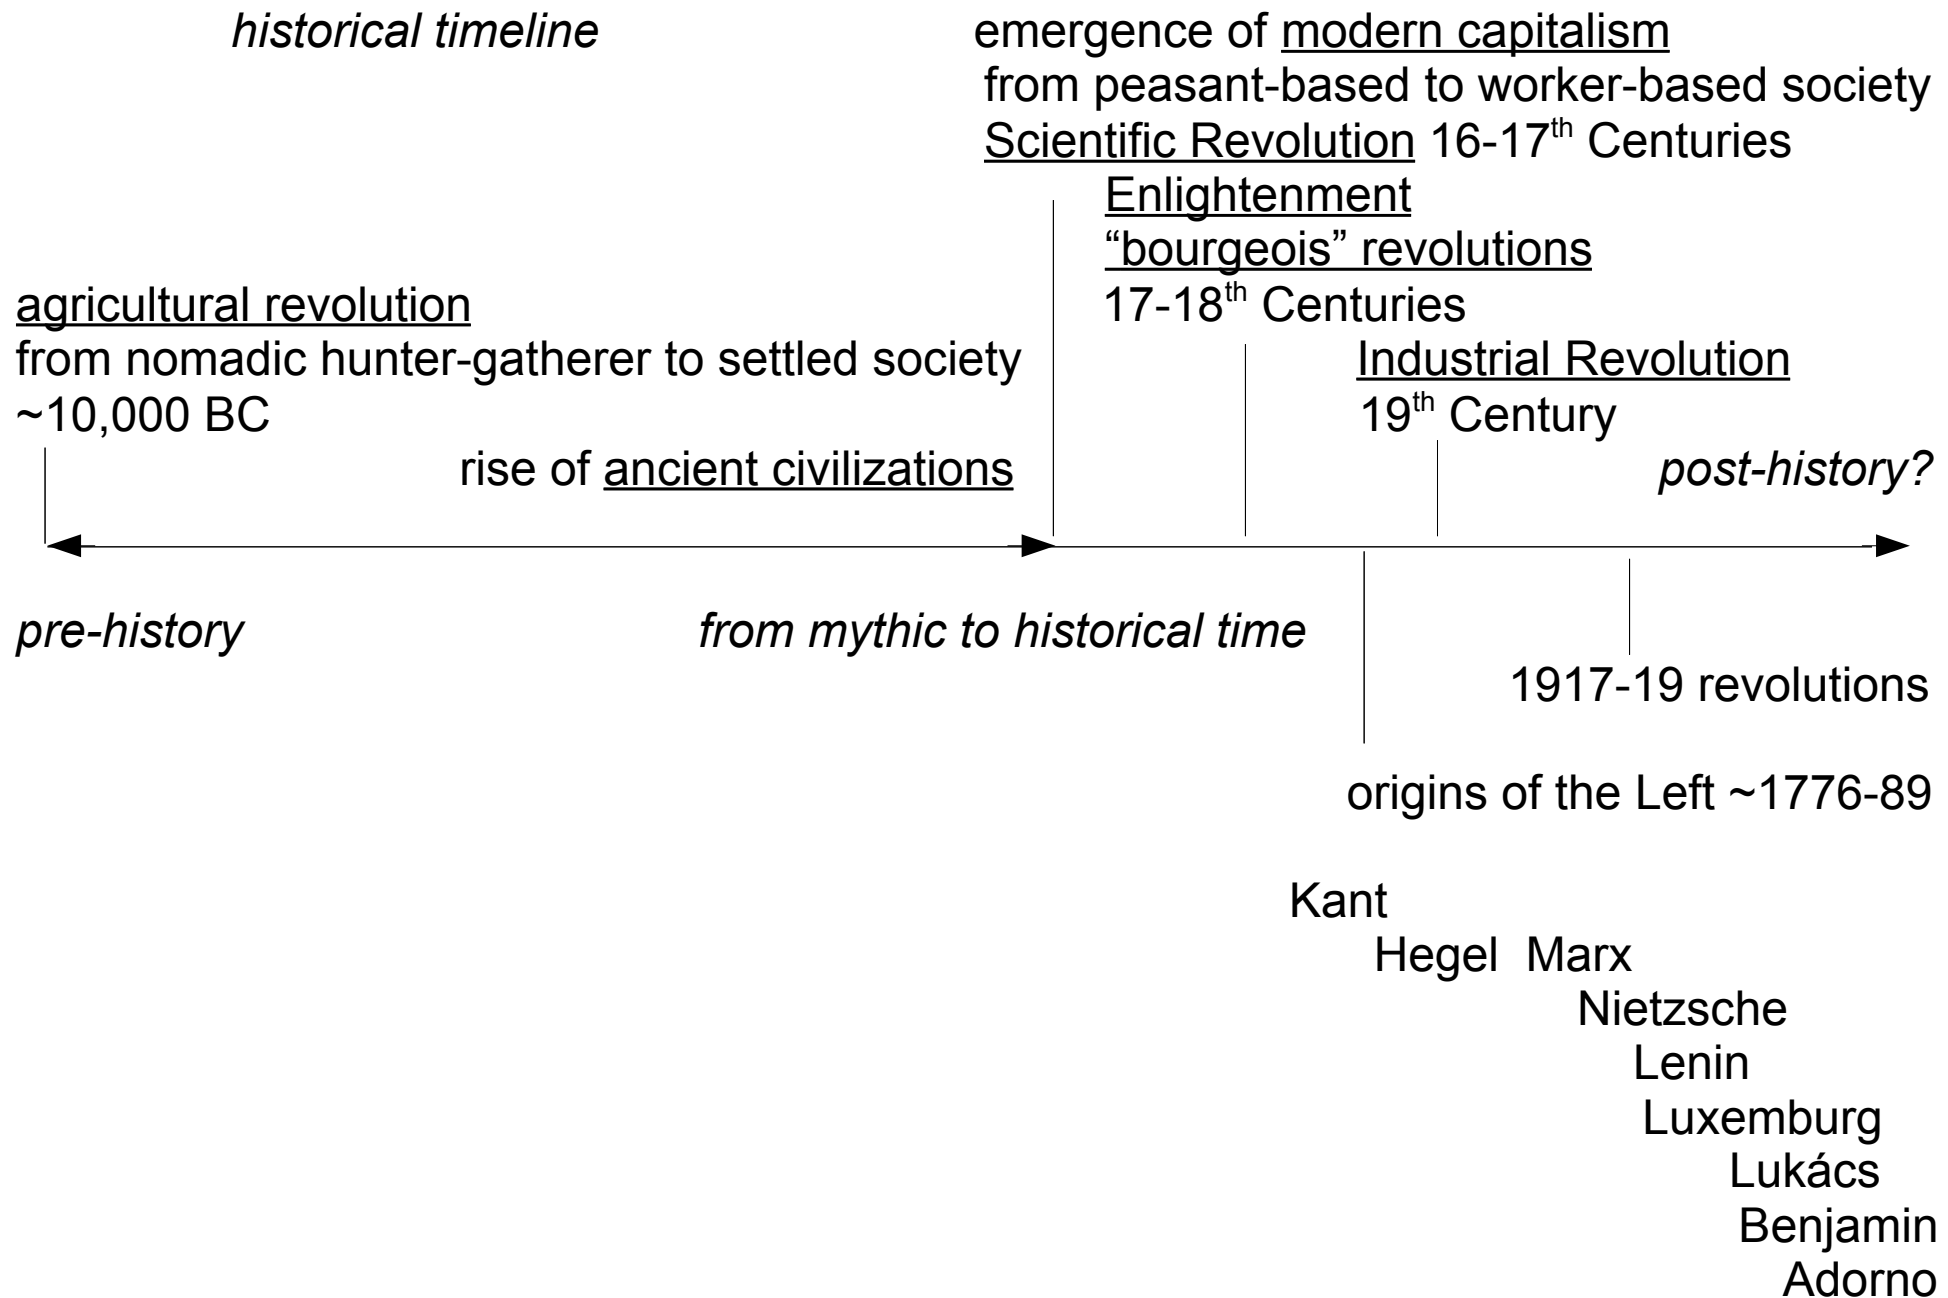 historical timeline
emergence of modern capitalism
from peasant-based to worker-based society
Scientific Revolution 16-17th Centuries
Enlightenment
“bourgeois” revolutions
17-18th Centuries
agricultural revolution
from nomadic hunter-gatherer to settled society
~10,000 BC
Industrial Revolution
19th Century
rise of ancient civilizations
post-history?
pre-history
from mythic to historical time
1917-19 revolutions
origins of the Left ~1776-89
Kant
Hegel Marx
Nietzsche
Lenin
Luxemburg
Lukács
Benjamin
Adorno